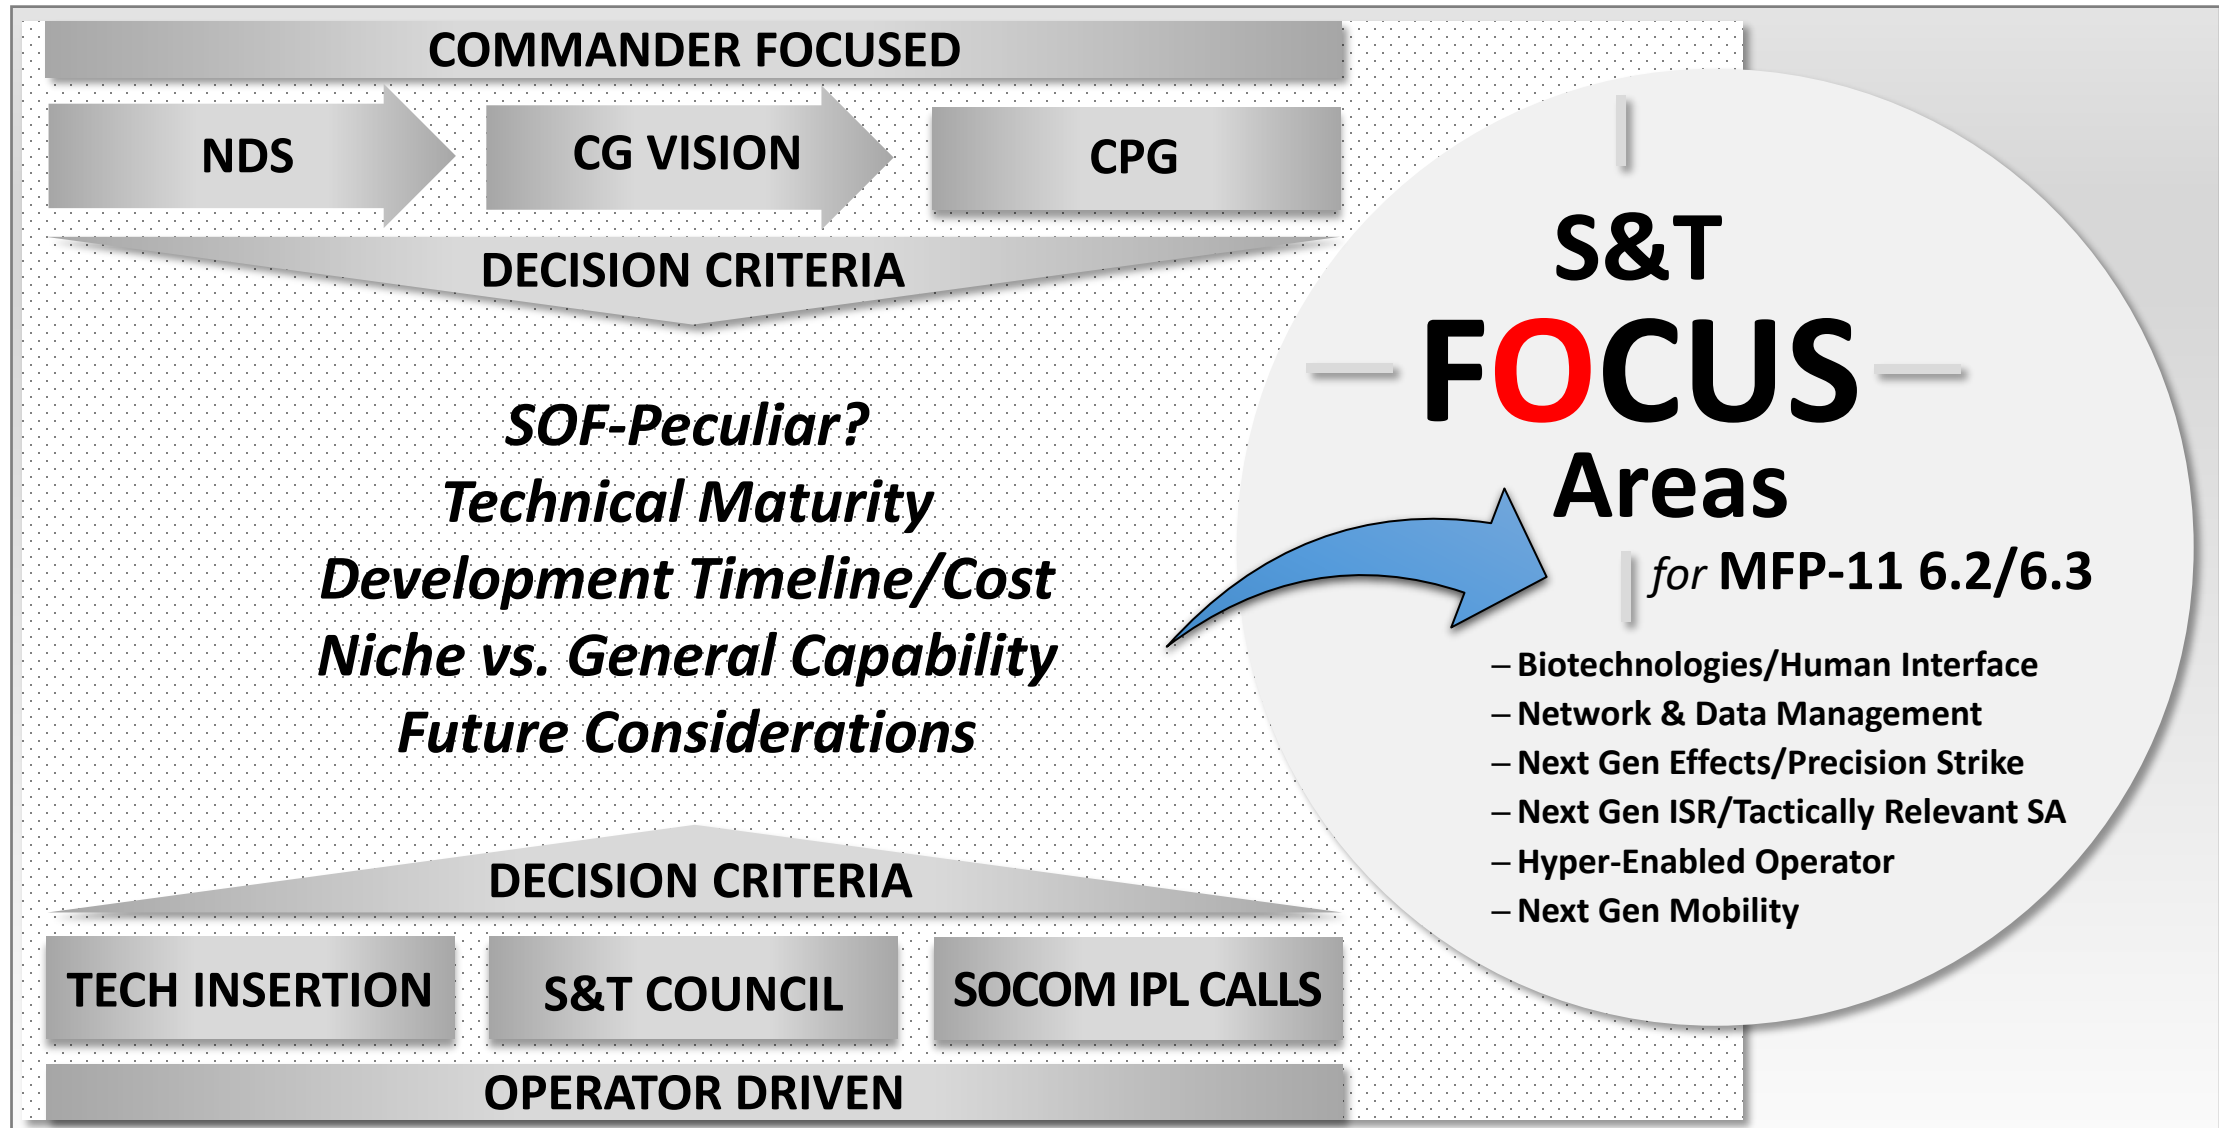 COMMANDER FOCUSED
NDS
CG VISION
CPG
DECISION CRITERIA
SOF-Peculiar?
Technical Maturity
Development Timeline/Cost
Niche vs. General Capability
Future Considerations
DECISION CRITERIA
TECH INSERTION
S&T COUNCIL
SOCOM IPL CALLS
OPERATOR DRIVEN
S&T
FOCUS
Areas
for MFP-11 6.2/6.3
– Biotechnologies/Human Interface
– Network & Data Management
– Next Gen Effects/Precision Strike
– Next Gen ISR/Tactically Relevant SA
– Hyper-Enabled Operator
– Next Gen Mobility